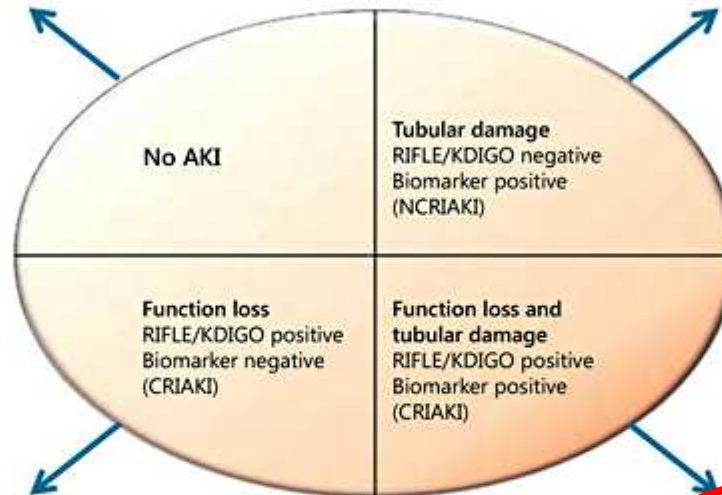 No AKI
Tubular damage
RIFLE/KDIGO negative
Biomarker positive
(NCRIAKI)
Function loss
RIFLE/KDIGO positive
Biomarker negative
(CRIAKI)
Function loss and
tubular damage
RIFLE/KDIGO positive
Biomarker positive
(CRIAKI)